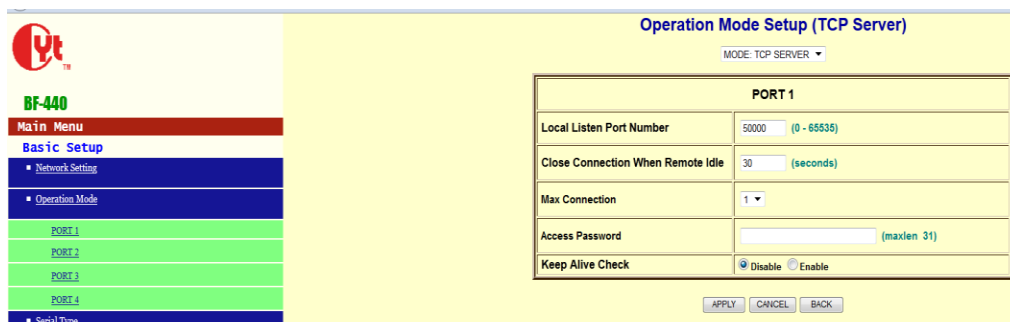 Yt
TM
BF-440
Main Menu
Basic Setup
Network Setting
Operation Mode
PORT 1
PORT 2
PORT 3
PORT 4
Serial Type
Operation Mode Setup (TCP Server)
MODE: TCP SERVER
PORT 1
Local Listen Port Number 50000 (0 - 65535)
Close Connection When Remote Idle 30 (seconds)
Max Connection 1
Access Password (maxlen 31)
Keep Alive Check Disable Enable
APPLY CANCEL BACK